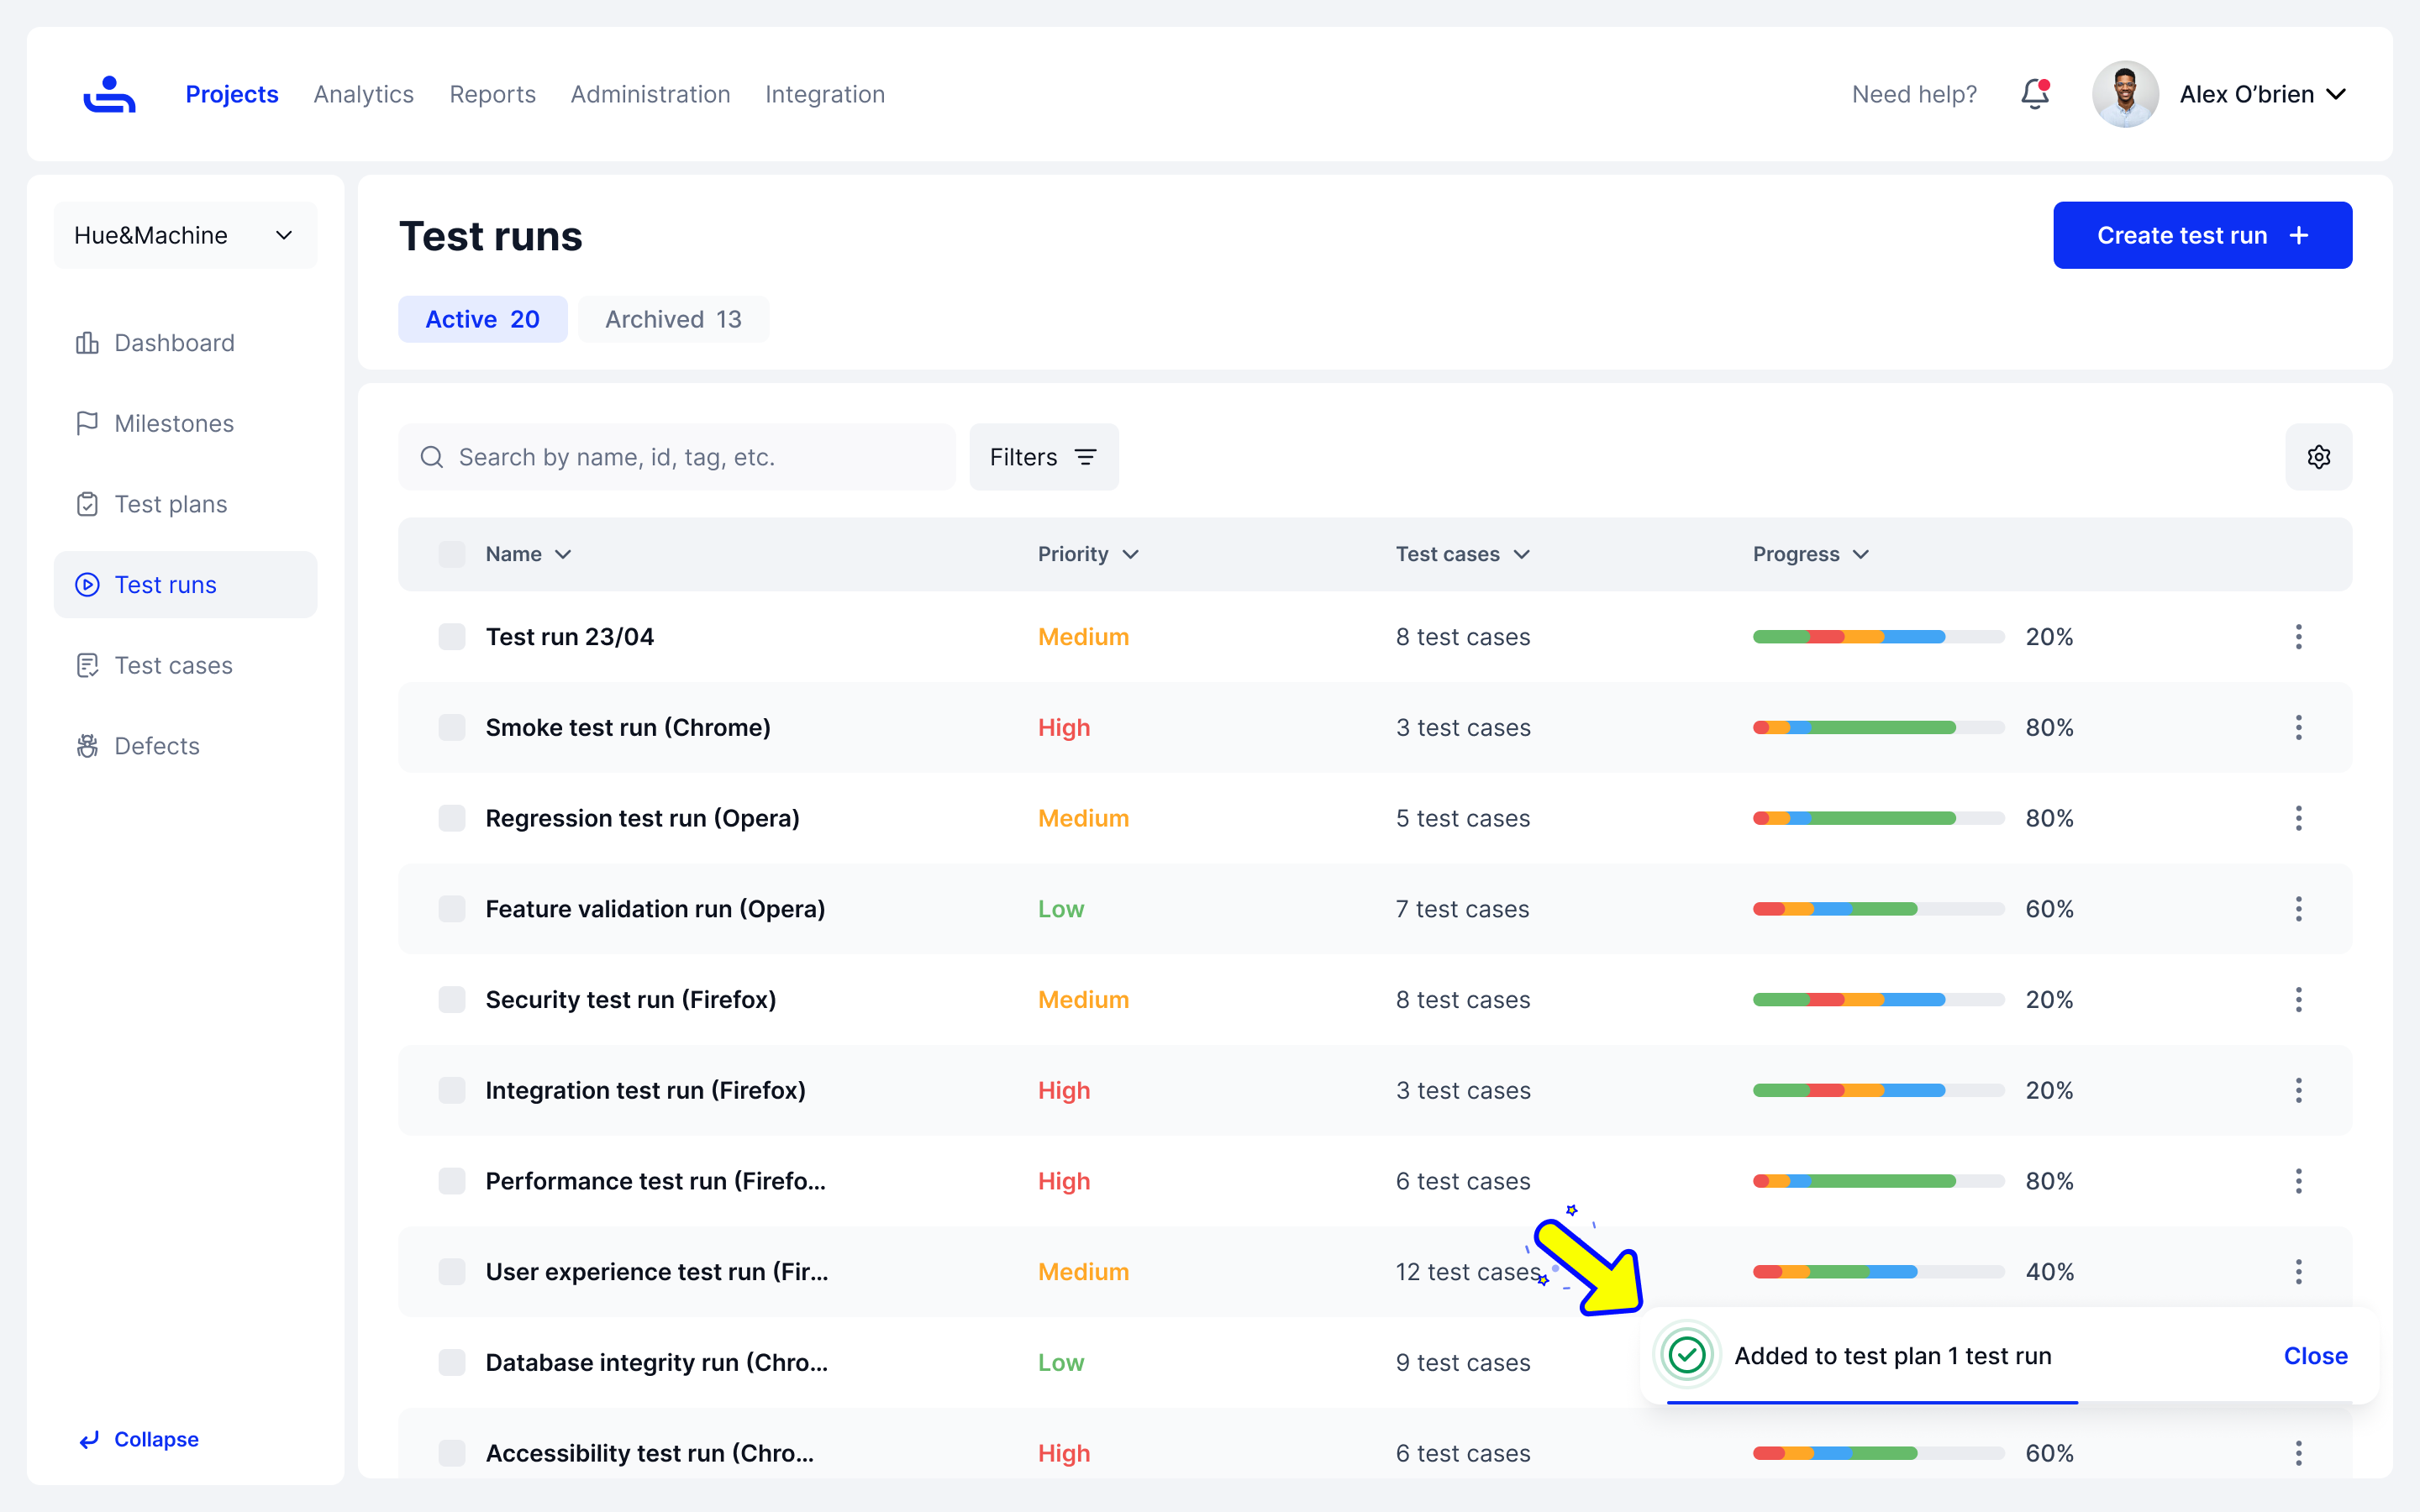 Projects Analytics Reports Administration Integration Need help? Alex O’brien
Hue&Machine
Dashboard
Milestones
Test plans
Test runs
Test cases
Defects
Collapse
Test runs
Create test run +
Active 20 Archived 13
Search by name, id, tag, etc. Filters
Name Priority Test cases Progress
Test run 23/04 Medium 8 test cases 20%
Smoke test run (Chrome) High 3 test cases 80%
Regression test run (Opera) Medium 5 test cases 80%
Feature validation run (Opera) Low 7 test cases 60%
Security test run (Firefox) Medium 8 test cases 20%
Integration test run (Firefox) High 3 test cases 20%
Performance test run (Firefo... High 6 test cases 80%
User experience test run (Fir... Medium 12 test cases 40%
Database integrity run (Chro... Low 9 test cases
Added to test plan 1 test run Close
Accessibility test run (Chro... High 6 test cases 60%